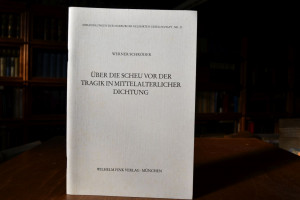 WERNER SCHRÖDER
ÜBER DIE SCHEU VOR DER
TRAGIK IN MITTELALTERLICHER
DICHTUNG
WILHELM FINK VERLAG · MÜNCHEN